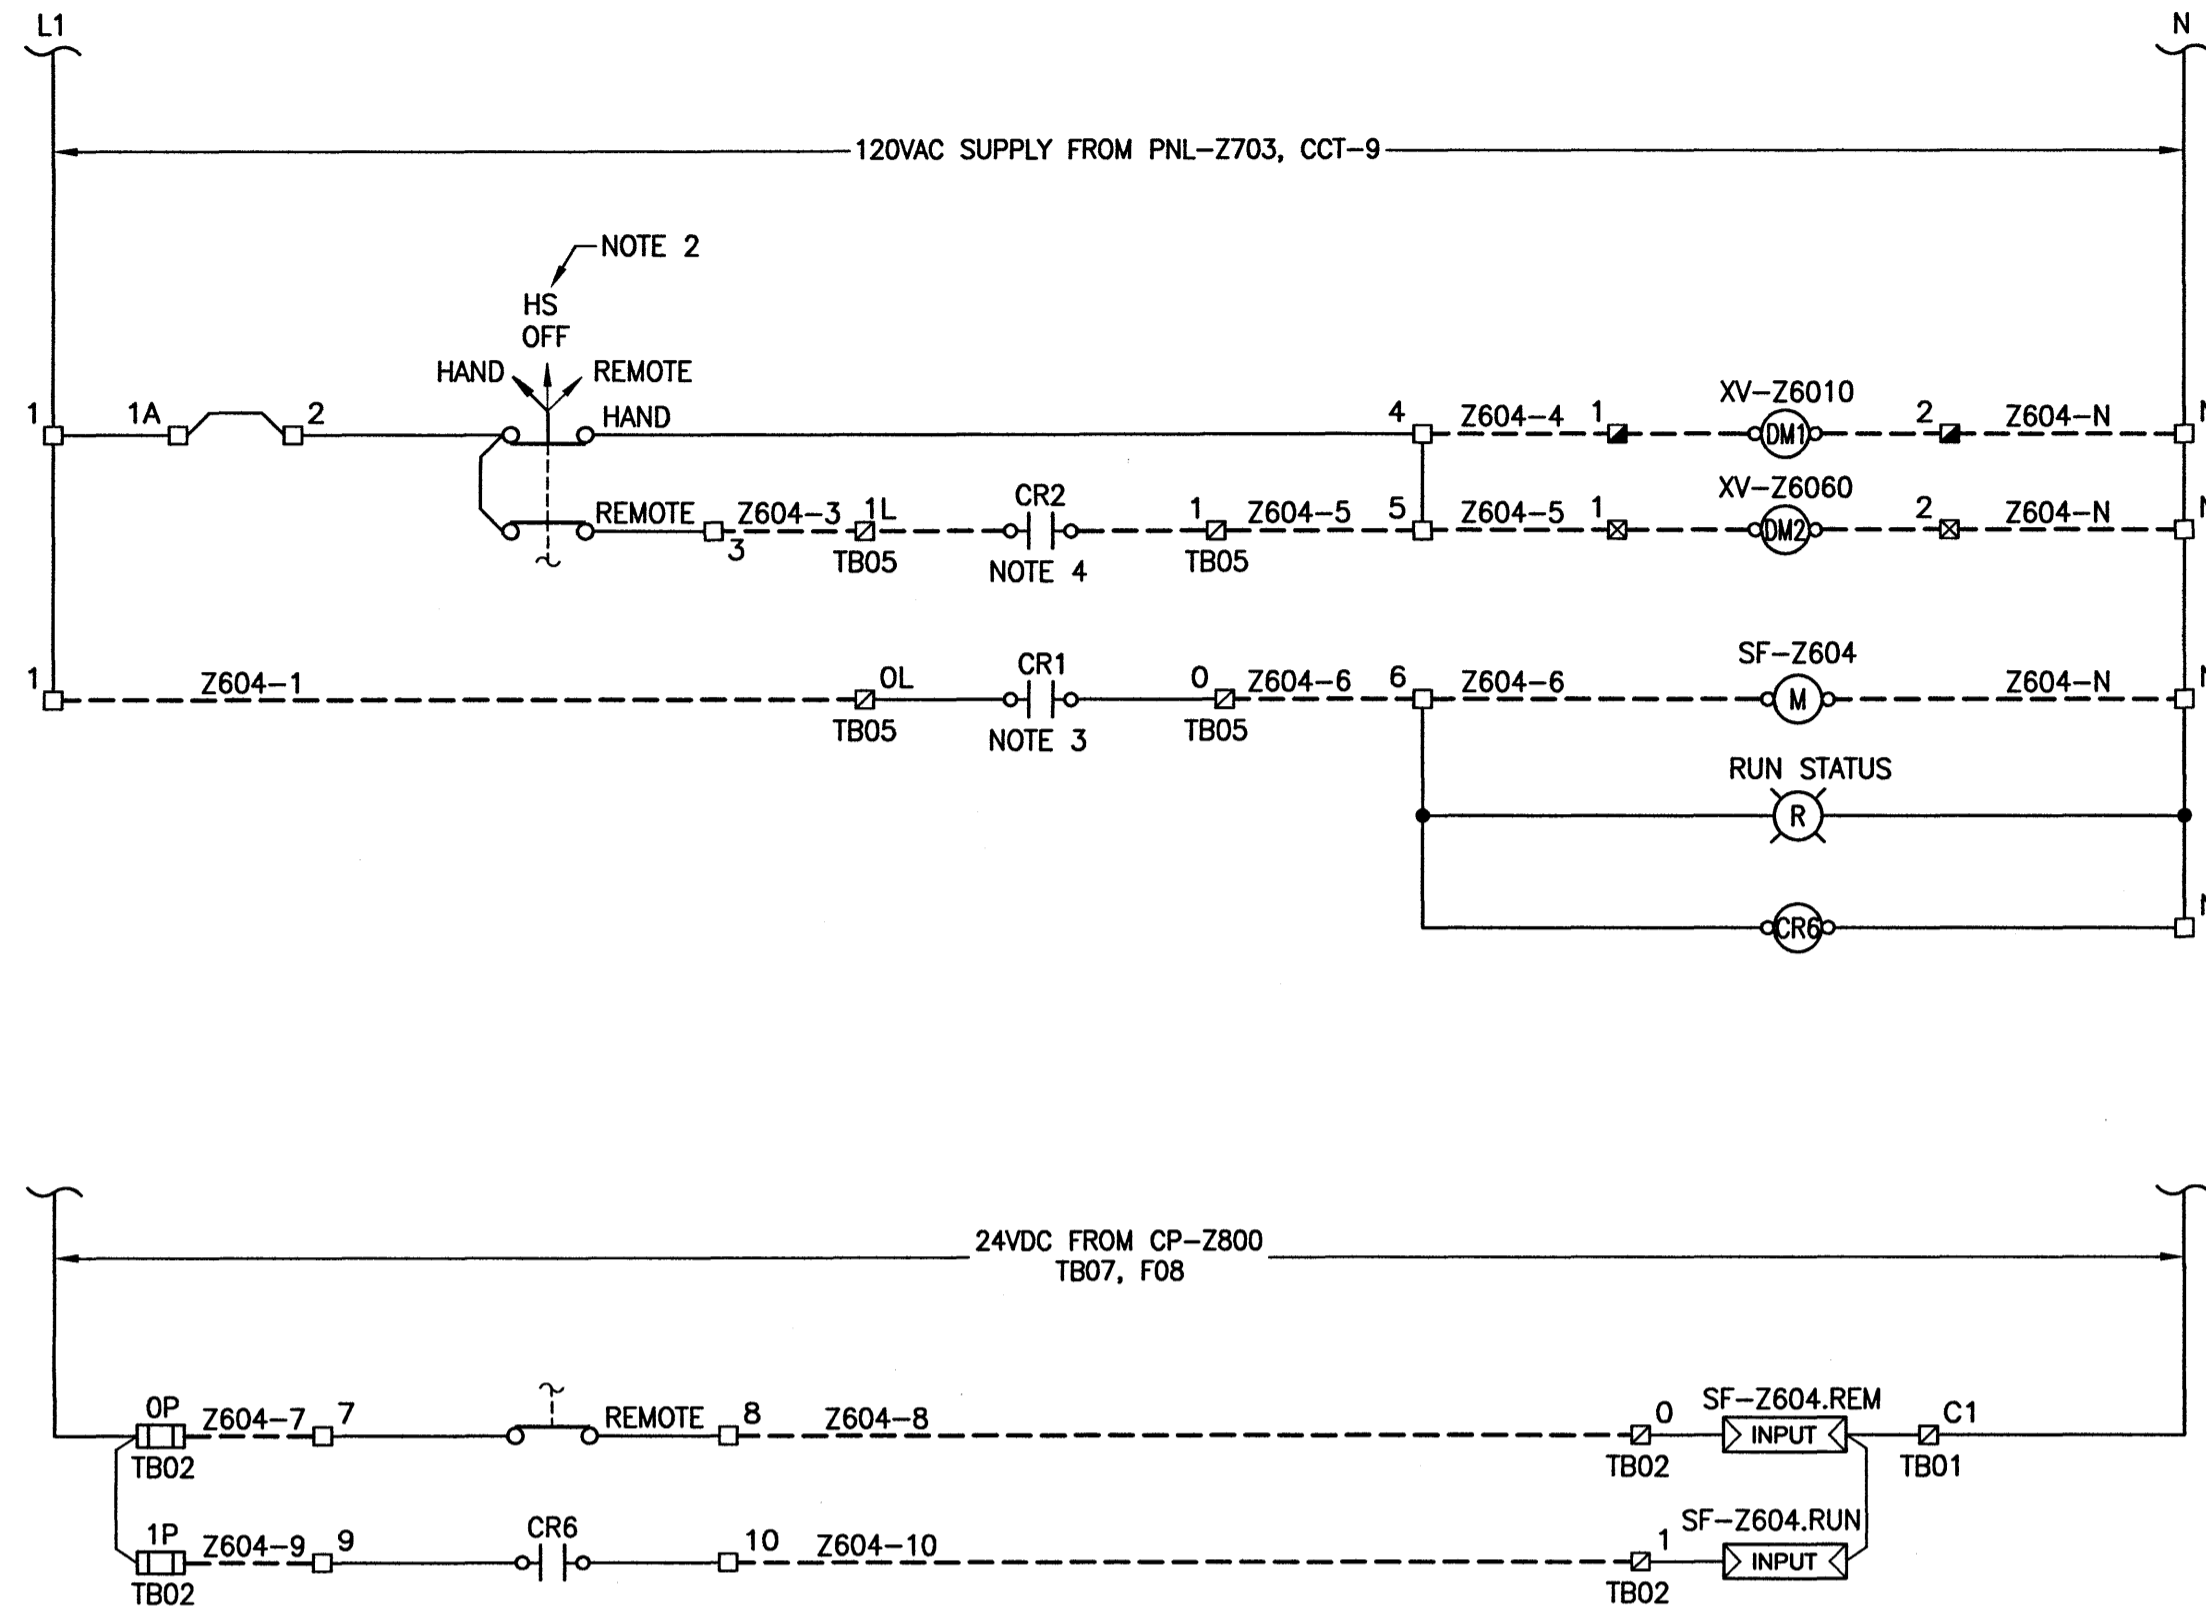 L1
N
120VAC SUPPLY FROM PNL-Z703, CCT-9
NOTE 2
HS
OFF
HAND
REMOTE
1
1A
2
HAND
4
Z604-4
1
XV-Z6010
DM1
2
Z604-N
N
REMOTE
3
Z604-3
1L
TB05
CR2
NOTE 4
1
TB05
Z604-5
5
Z604-5
1
XV-Z6060
DM2
2
Z604-N
N
1
Z604-1
0L
TB05
CR1
NOTE 3
0
TB05
Z604-6
6
Z604-6
SF-Z604
M
Z604-N
N
RUN STATUS
R
CR6
N
24VDC FROM CP-Z800
TB07, F08
0P
TB02
Z604-7
7
REMOTE
8
Z604-8
0
TB02
SF-Z604.REM
INPUT
C1
TB01
1P
TB02
Z604-9
9
CR6
10
Z604-10
1
TB02
SF-Z604.RUN
INPUT